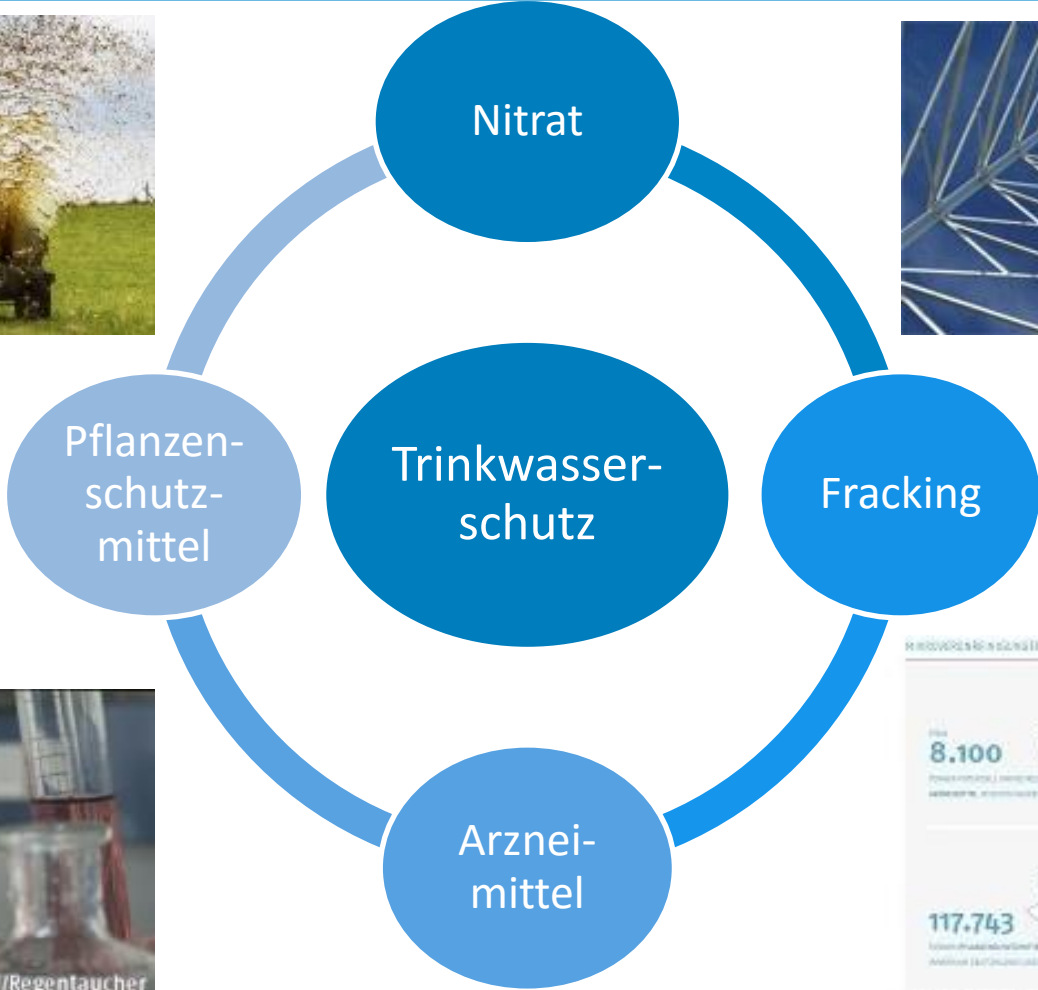 Nitrat
Pflanzen-
schutz-
mittel
Trinkwasser-
schutz
Fracking
8.100
Arznei-
mittel
117.743
/Regentaucher